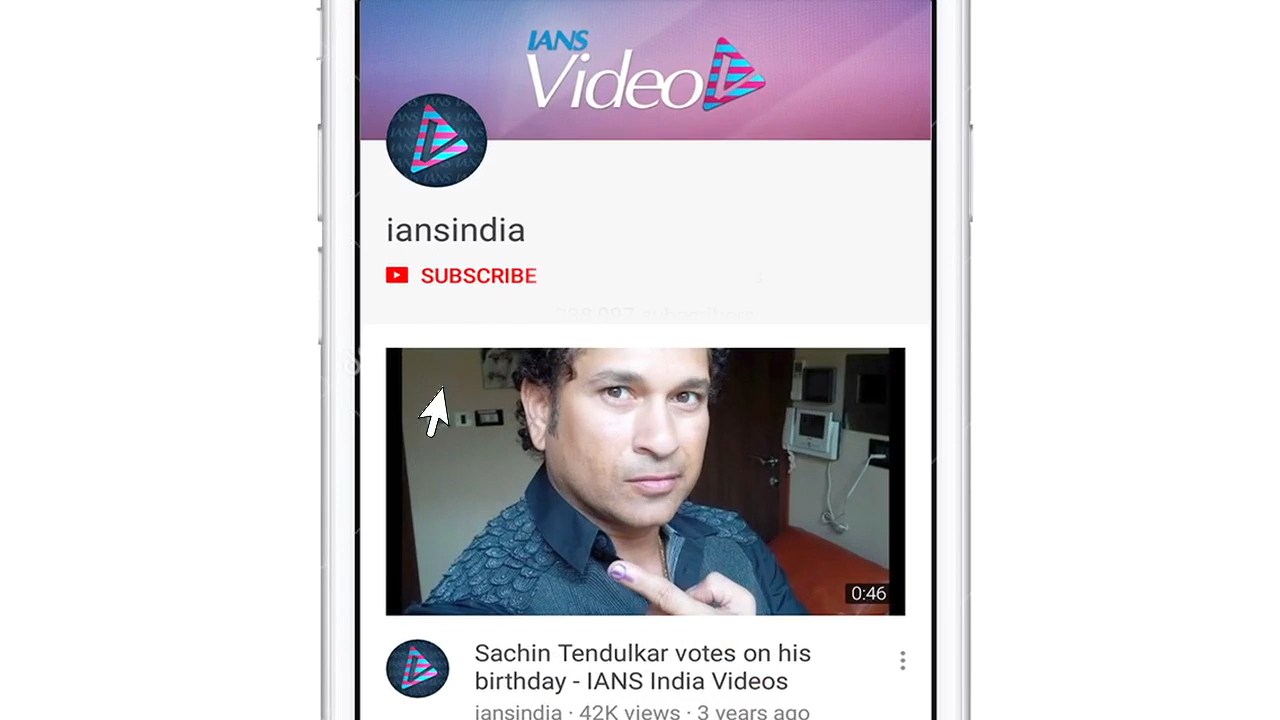 IANS
Video
iansindia
SUBSCRIBE
0:46
Sachin Tendulkar votes on his
birthday - IANS India Videos
iansindia · 42K views · 3 years ago